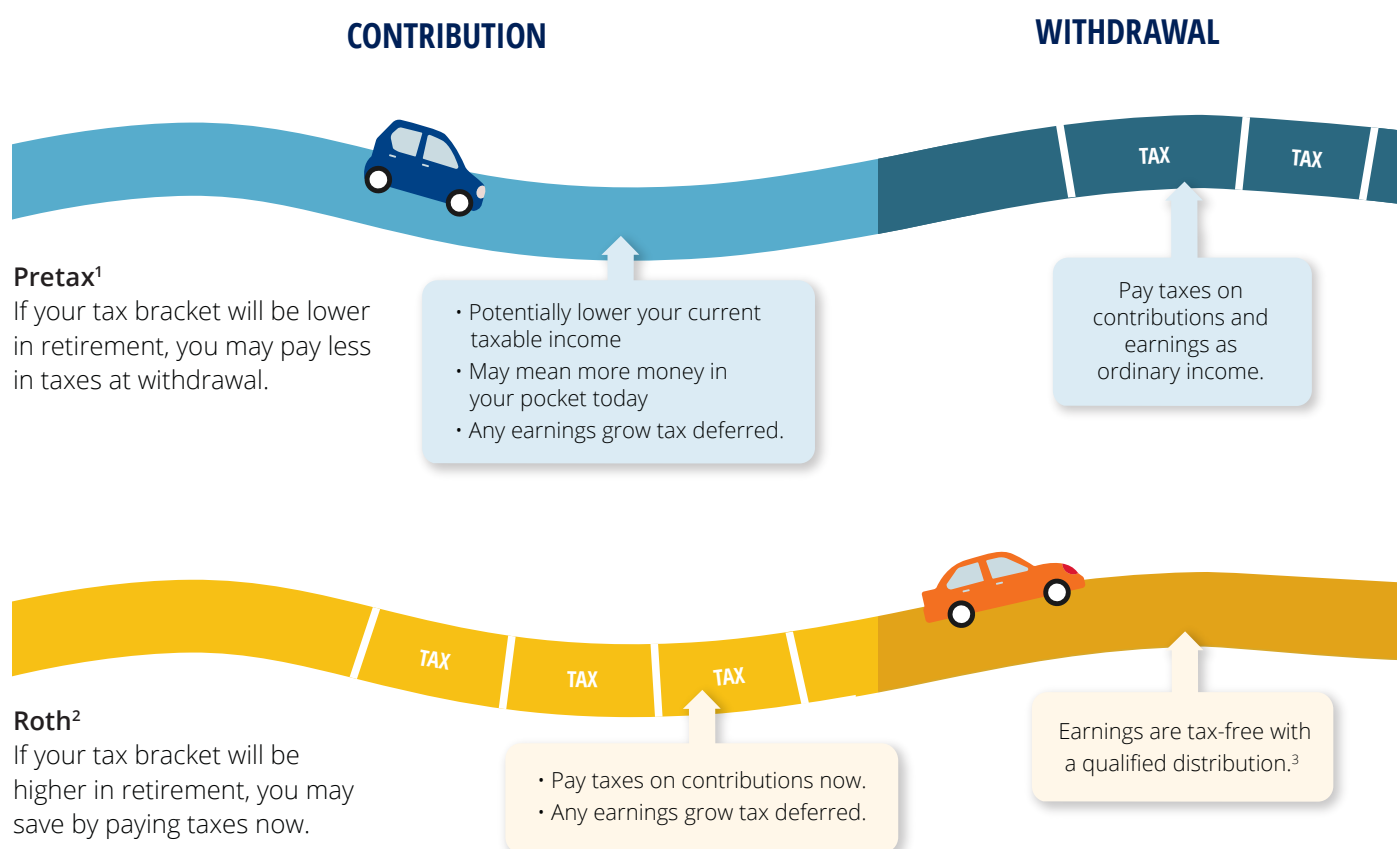 CONTRIBUTION
WITHDRAWAL
TAX
TAX
Pretax¹
If your tax bracket will be lower
in retirement, you may pay less
in taxes at withdrawal.
• Potentially lower your current
taxable income
• May mean more money in
your pocket today
• Any earnings grow tax deferred.
Pay taxes on
contributions and
earnings as
ordinary income.
TAX
TAX
TAX
Roth²
If your tax bracket will be
higher in retirement, you may
save by paying taxes now.
• Pay taxes on contributions now.
• Any earnings grow tax deferred.
Earnings are tax-free with
a qualified distribution.³